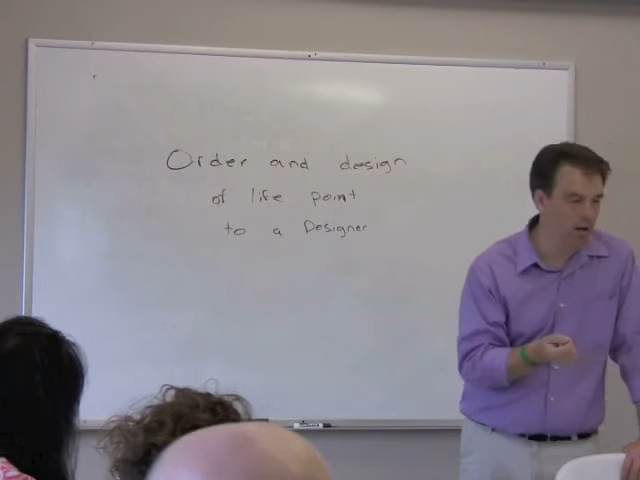 Order and design
of life point
to a Designer